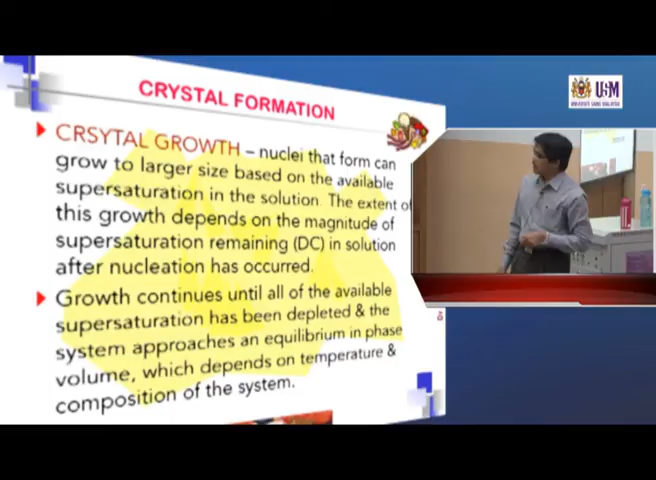 CRYSTAL FORMATION
CRSYTAL GROWTH – nuclei that form can
grow to larger size based on the available
supersaturation in the solution. The extent of
this growth depends on the magnitude of
supersaturation remaining (DC) in solution
after nucleation has occurred.
Growth continues until all of the available
supersaturation has been depleted & the
system approaches an equilibrium in phase
volume, which depends on temperature &
composition of the system.
USM
UNIVERSITI SAINS MALAYSIA